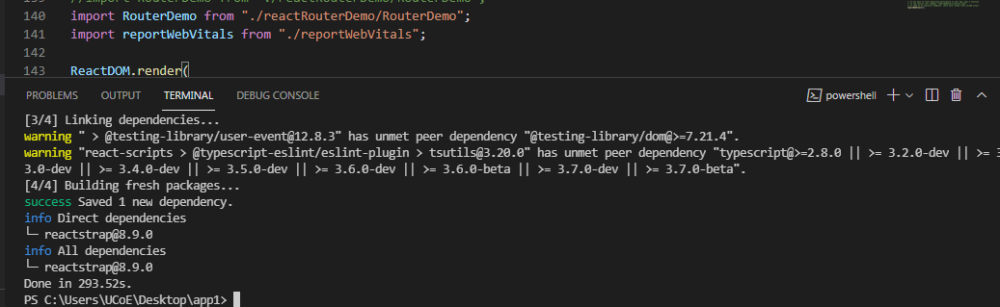 140 import RouterDemo from "./reactRouterDemo/RouterDemo";
141 import reportWebVitals from "./reportWebVitals";
142
143 ReactDOM.render(
PROBLEMS OUTPUT TERMINAL DEBUG CONSOLE powershell
[3/4] Linking dependencies...
warning " > @testing-library/user-event@12.8.3" has unmet peer dependency "@testing-library/dom@>=7.21.4".
warning "react-scripts > @typescript-eslint/eslint-plugin > tsutils@3.20.0" has unmet peer dependency "typescript@>=2.8.0 || >= 3.2.0-dev || >= 3
3.0-dev || >= 3.4.0-dev || >= 3.5.0-dev || >= 3.6.0-dev || >= 3.6.0-beta || >= 3.7.0-dev || >= 3.7.0-beta".
[4/4] Building fresh packages...
success Saved 1 new dependency.
info Direct dependencies
└─ reactstrap@8.9.0
info All dependencies
└─ reactstrap@8.9.0
Done in 293.52s.
PS C:\Users\UCoE\Desktop\app1>